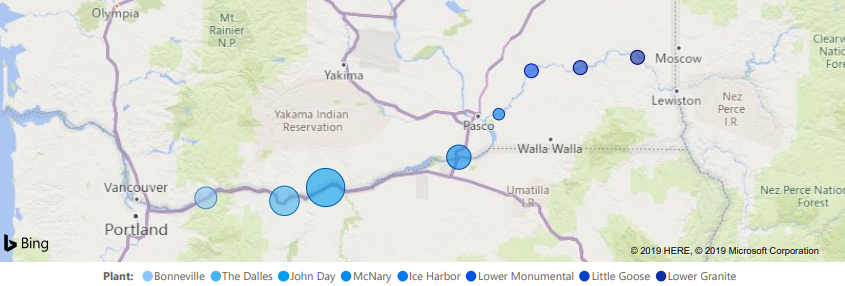 Olympia
Mt.
Rainier
N.P.
Yakima
Yakama Indian
Reservation
Pasco
Walla Walla
Moscow
Lewiston
Clearw
Natio
Fore
Nez
Perce
I.R.
Umatilla
I.R.
Nez Perce Nation
Forest
Vancouver
Portland
Bing
© 2019 HERE, © 2019 Microsoft Corporation
Plant: Bonneville The Dalles John Day McNary Ice Harbor Lower Monumental Little Goose Lower Granite